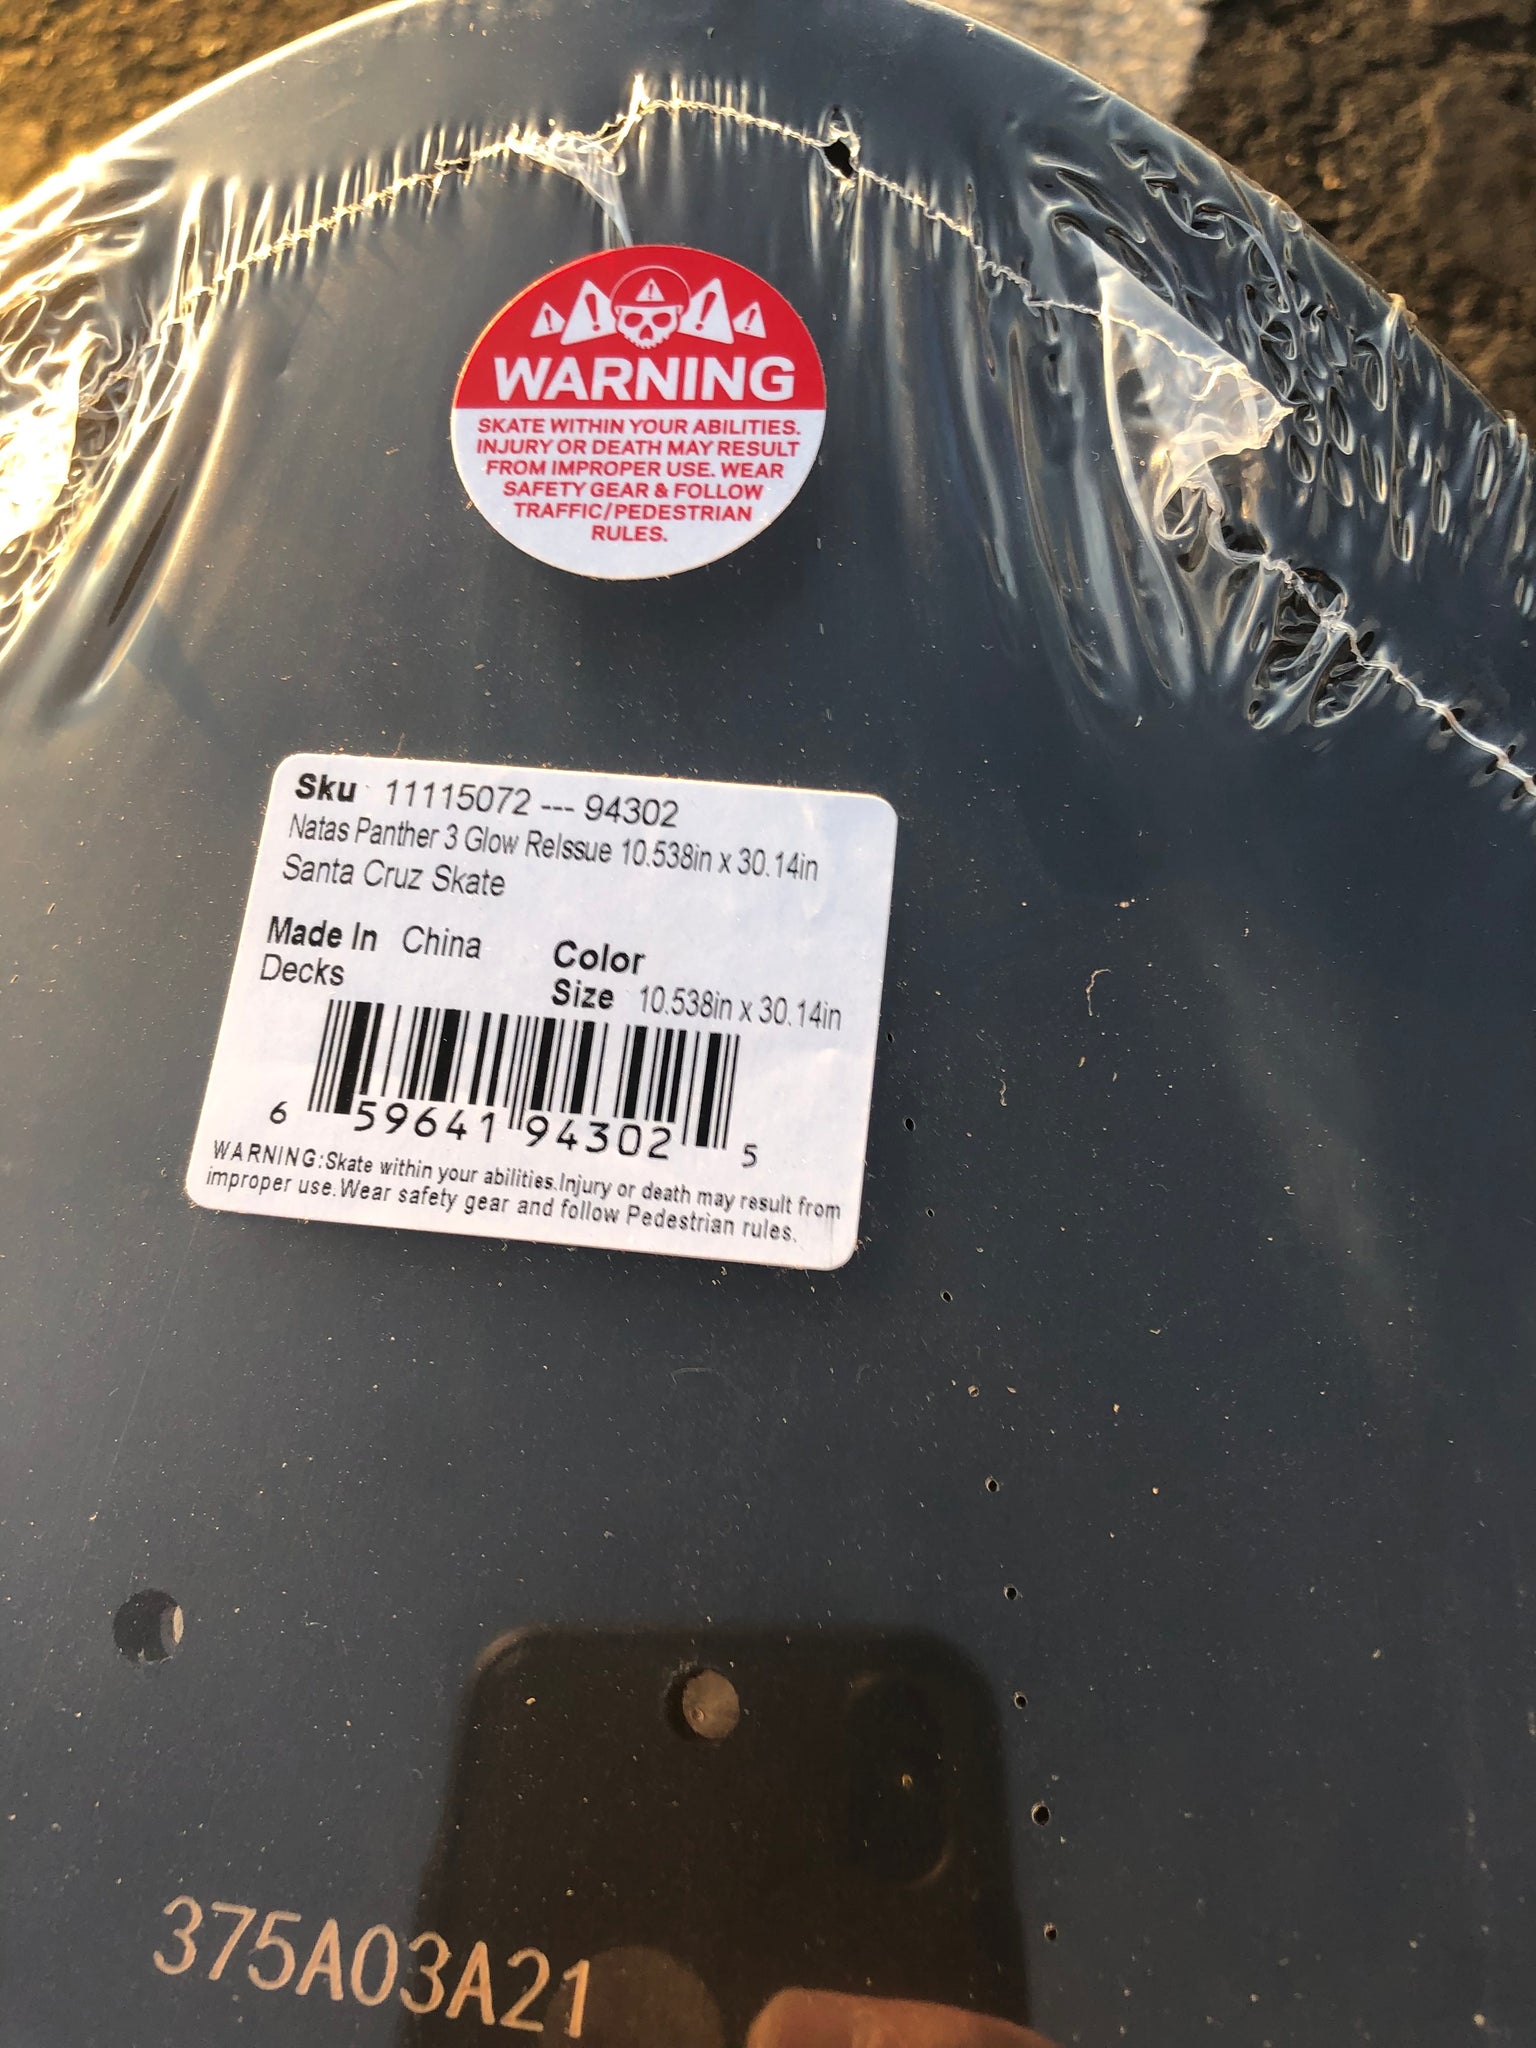 WARNING
SKATE WITHIN YOUR ABILITIES.
INJURY OR DEATH MAY RESULT
FROM IMPROPER USE. WEAR
SAFETY GEAR & FOLLOW
TRAFFIC/PEDESTRIAN
RULES.
Sku 11115072 --- 94302
Natas Panther 3 Glow ReIssue 10.538in x 30.14in
Santa Cruz Skate
Made In China
Decks
Color
Size 10.538in x 30.14in
6 59641 94302 5
WARNING:Skate within your abilities.Injury or death may result from
improper use.Wear safety gear and follow Pedestrian rules.
375A03A21